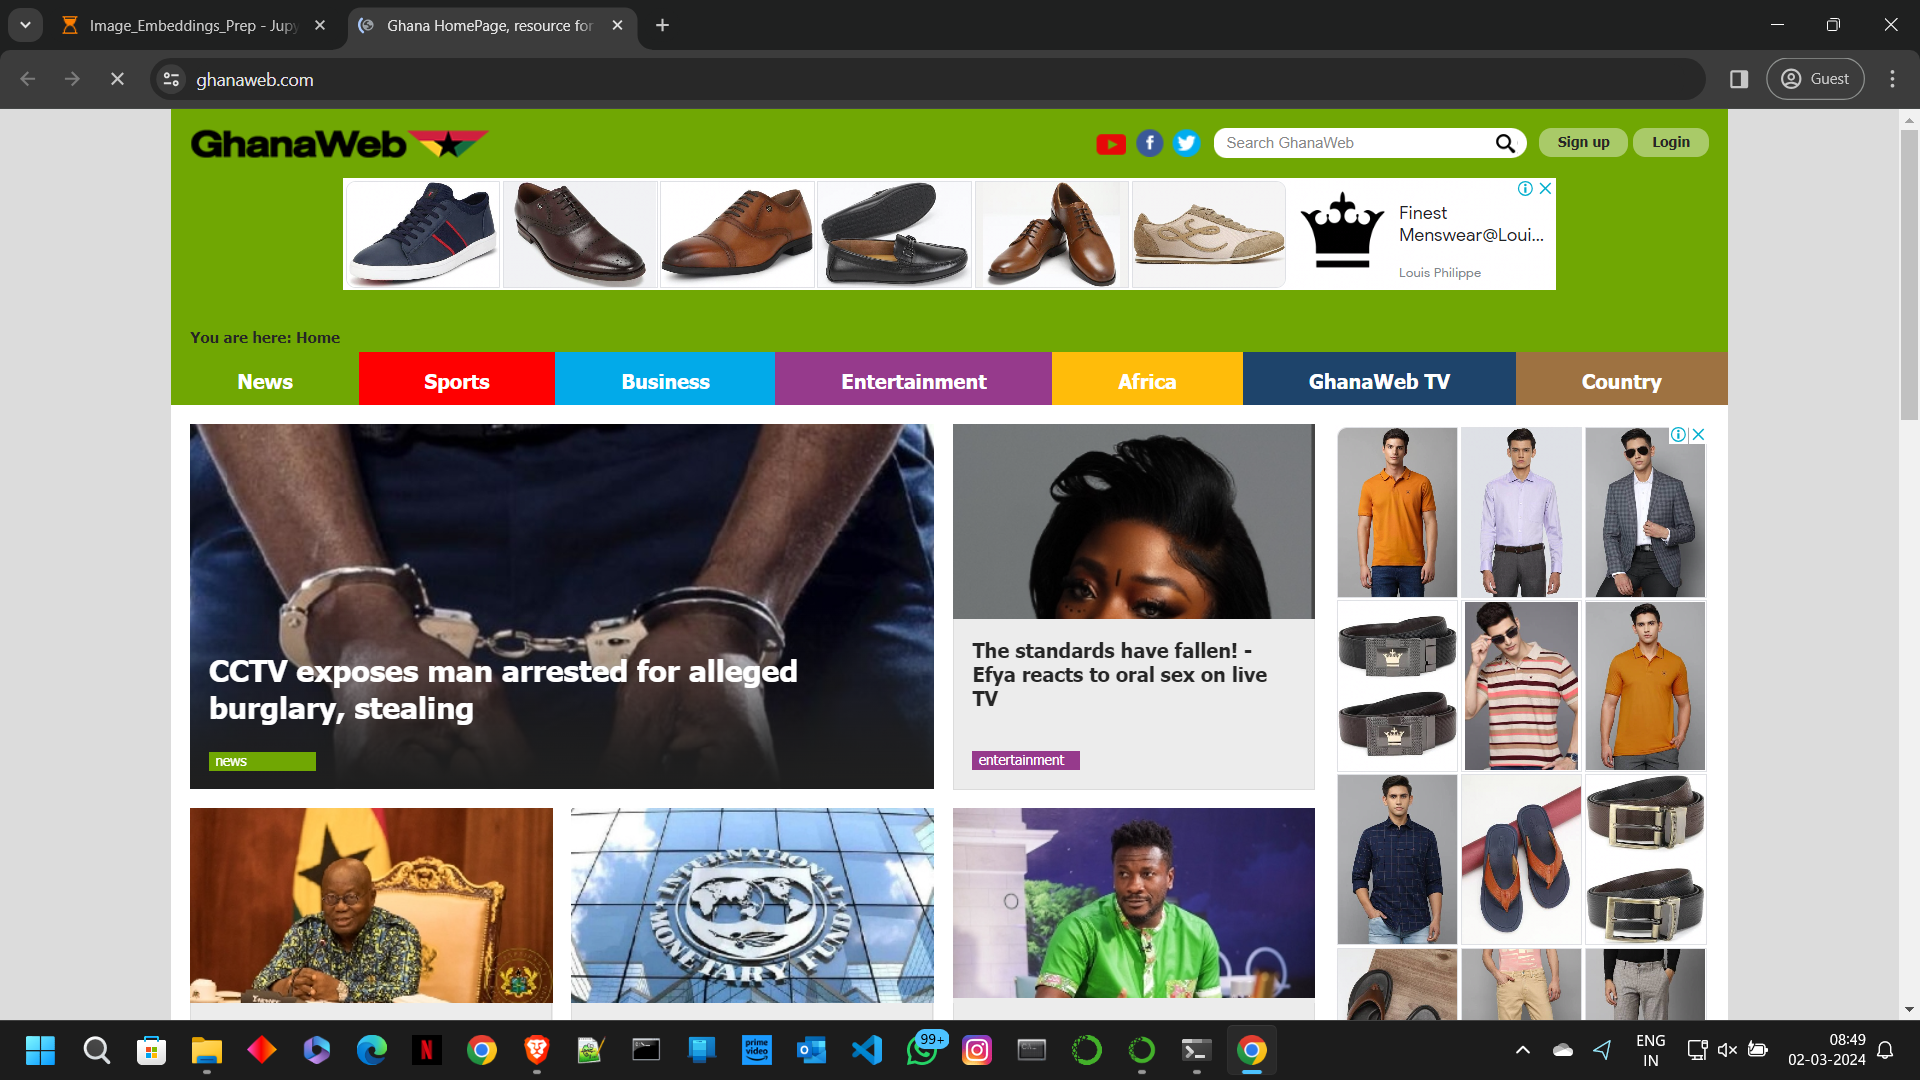 Image_Embeddings_Prep - Jupy
Ghana HomePage, resource for
ghanaweb.com
Guest
GhanaWeb
Search GhanaWeb
Sign up
Login
Finest
Menswear@Loui...
Louis Philippe
You are here: Home
News
Sports
Business
Entertainment
Africa
GhanaWeb TV
Country
CCTV exposes man arrested for alleged
burglary, stealing
news
The standards have fallen! -
Efya reacts to oral sex on live
TV
entertainment
INTERNATIONAL
MONETARY FUND
99+
prime
video
ENG
IN
08:49
02-03-2024